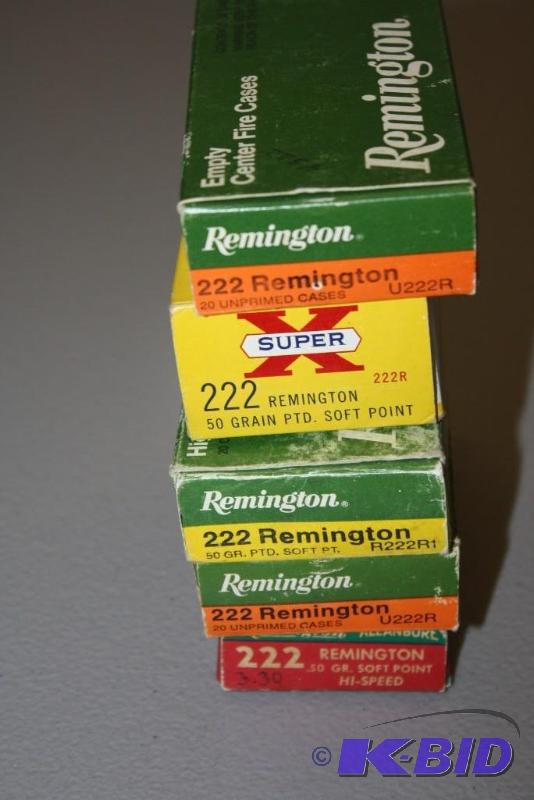 Empty
Center Fire Cases
Remington
Remington
222 Remington
20 UNPRIMED CASES U222R
X
SUPER
222R
222 REMINGTON
50 GRAIN PTD. SOFT POINT
Remington
222 Remington
50 GR. PTD. SOFT PT. R222R1
Remington
222 Remington
20 UNPRIMED CASES U222R
222 REMINGTON
50 GR. SOFT POINT
3.30 HI-SPEED
© K-BID